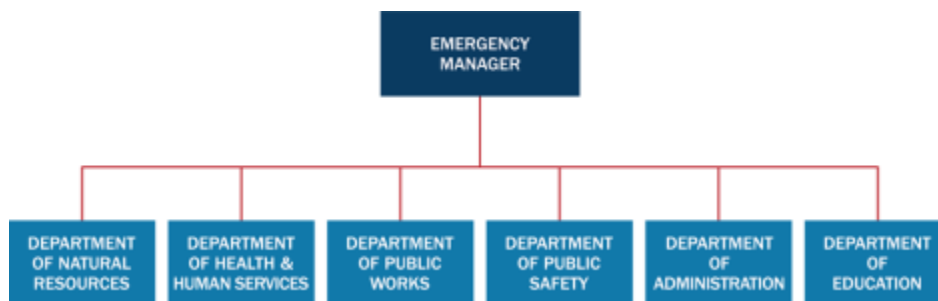 EMERGENCY
MANAGER
DEPARTMENT
OF NATURAL
RESOURCES
DEPARTMENT
OF HEALTH &
HUMAN SERVICES
DEPARTMENT
OF PUBLIC
WORKS
DEPARTMENT
OF PUBLIC
SAFETY
DEPARTMENT
OF
ADMINISTRATION
DEPARTMENT
OF
EDUCATION